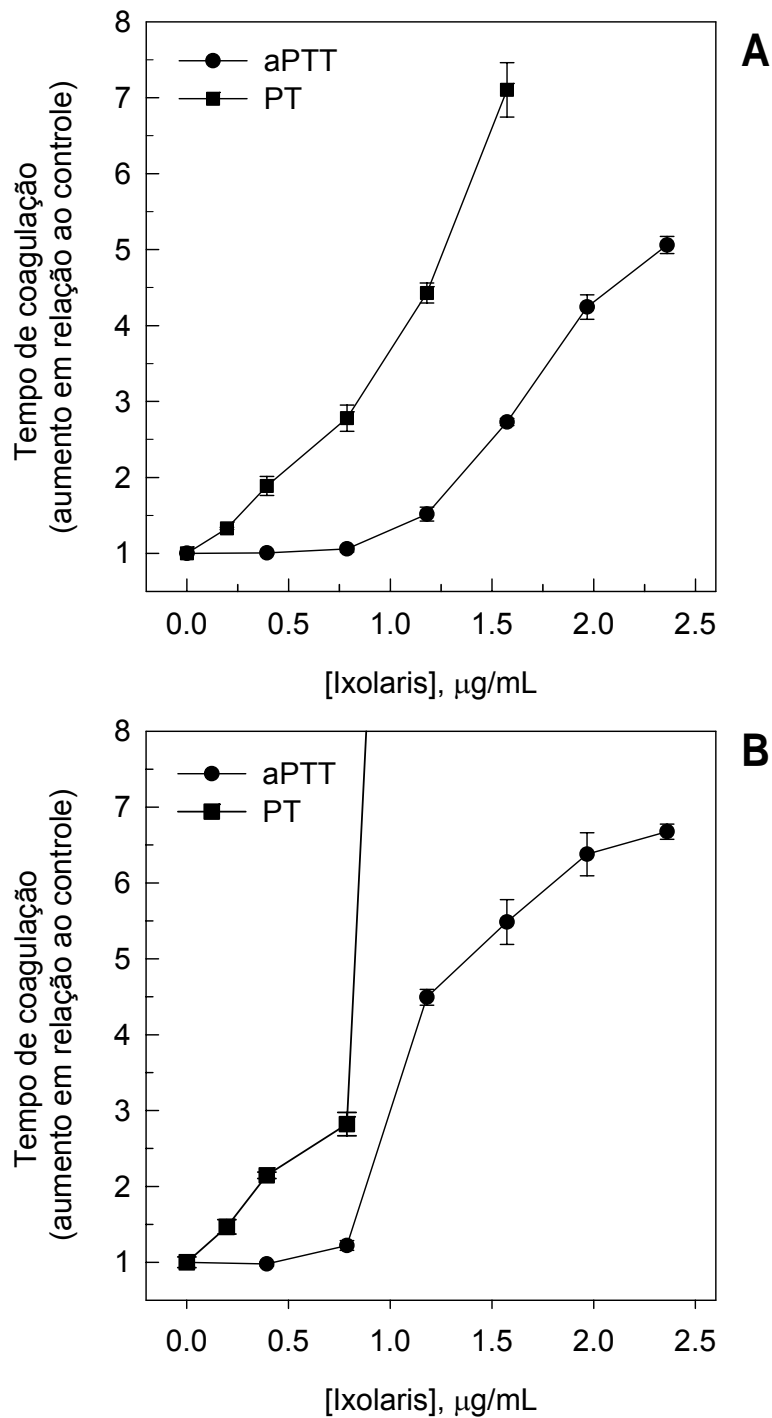 A
aPTT
PT
Tempo de coagulação
(aumento em relação ao controle)
8
7
6
5
4
3
2
1
0.0 0.5 1.0 1.5 2.0 2.5
[Ixolaris], μg/mL
B
aPTT
PT
Tempo de coagulação
(aumento em relação ao controle)
8
7
6
5
4
3
2
1
0.0 0.5 1.0 1.5 2.0 2.5
[Ixolaris], μg/mL